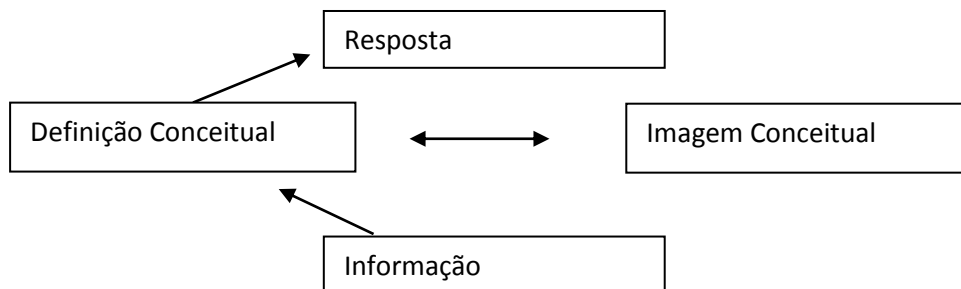 Resposta
Definição Conceitual
Imagem Conceitual
Informação